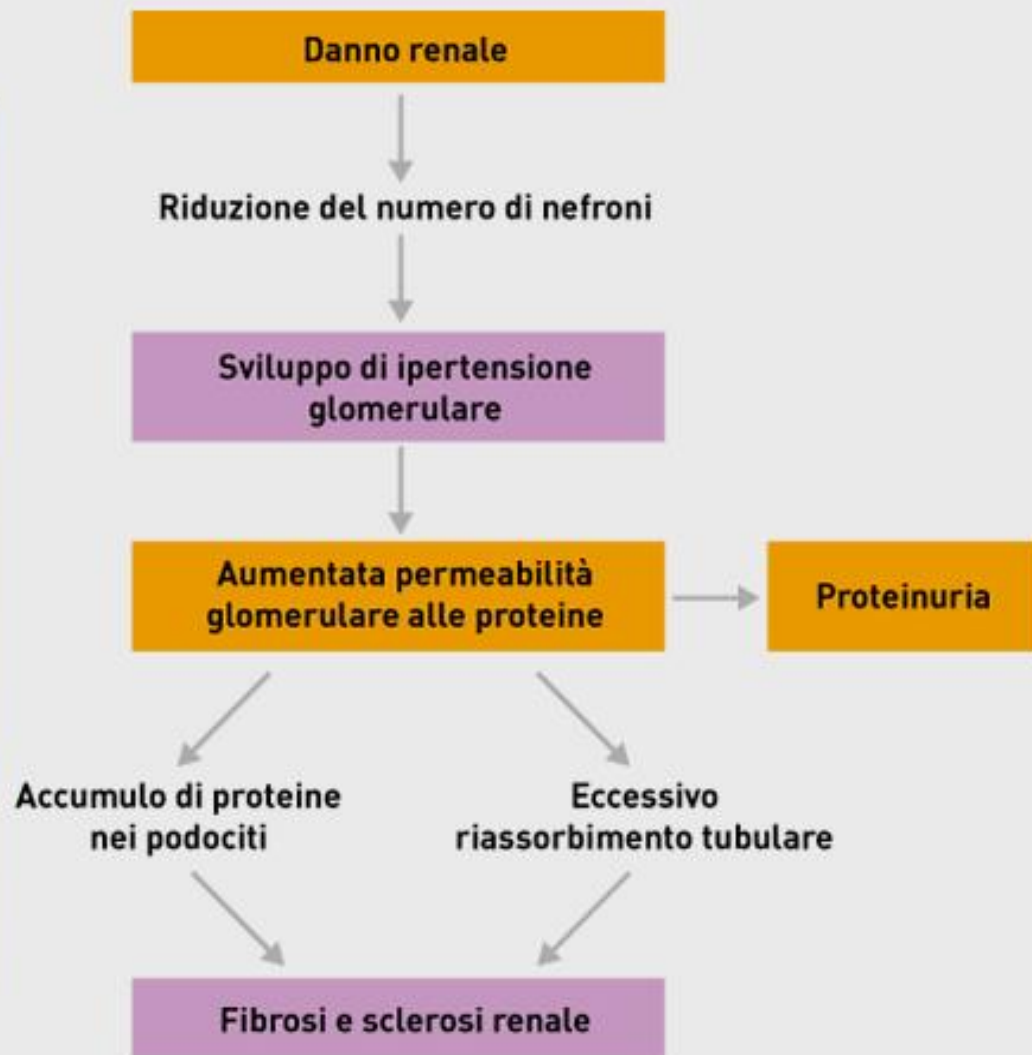 Danno renale
Riduzione del numero di nefroni
Sviluppo di ipertensione
glomerulare
Aumentata permeabilità
glomerulare alle proteine
Proteinuria
Accumulo di proteine
nei podociti
Eccessivo
riassorbimento tubulare
Fibrosi e sclerosi renale